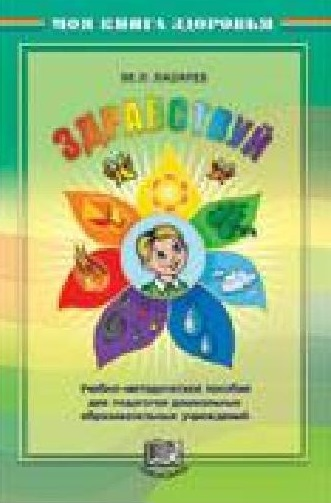 МОЯ КНИГА ЗДОРОВЬЯ
М.Л. ЛАЗАРЕВ
ЗДРАВСТВУЙ
Учебно-методическое пособие
для педагогов дошкольных
образовательных учреждений